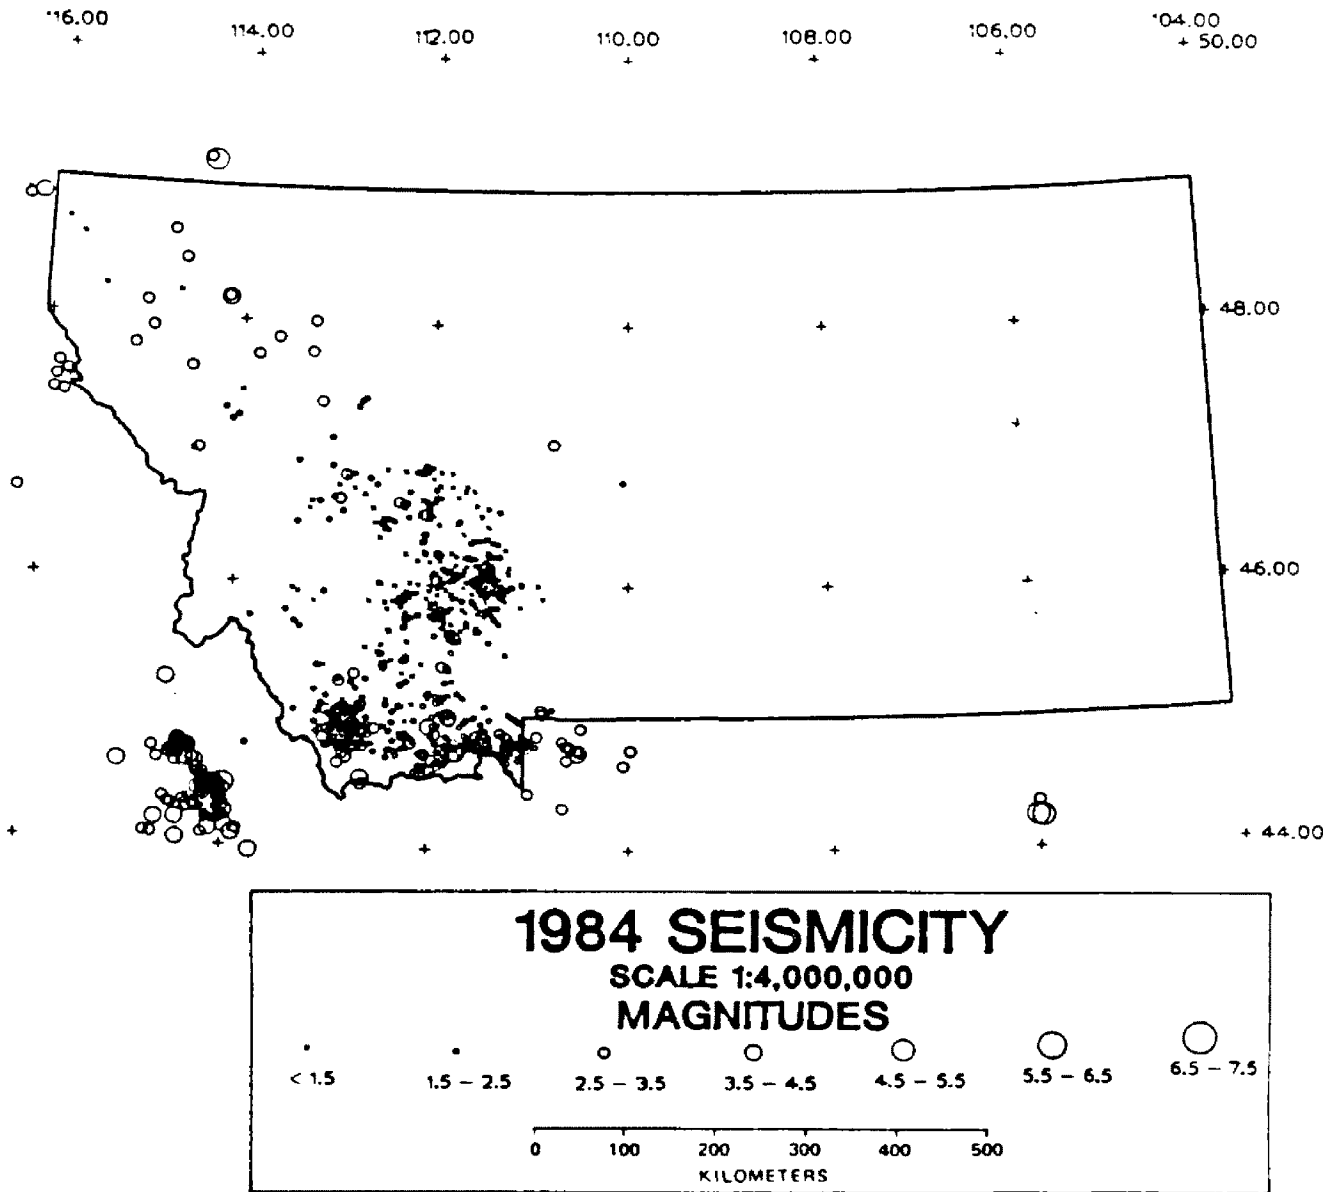 116.00 114.00 112.00 110.00 108.00 106.00 104.00
50.00
48.00
46.00
44.00
1984 SEISMICITY
SCALE 1:4,000,000
MAGNITUDES
< 1.5 1.5 – 2.5 2.5 – 3.5 3.5 – 4.5 4.5 – 5.5 5.5 – 6.5 6.5 – 7.5
0 100 200 300 400 500
KILOMETERS